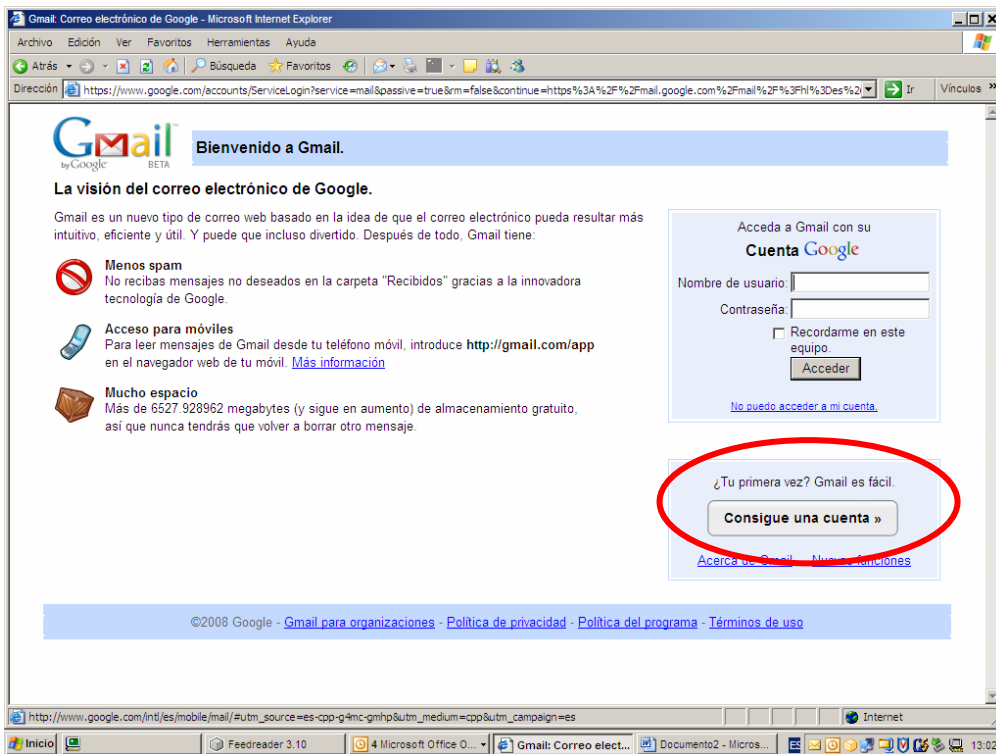 Gmail: Correo electrónico de Google - Microsoft Internet Explorer
Archivo Edición Ver Favoritos Herramientas Ayuda
Atrás Búsqueda Favoritos
Dirección https://www.google.com/accounts/ServiceLogin?service=mail&passive=true&rm=false&continue=https%3A%2F%2Fmail.google.com%2Fmail%2F%3Fhl%3Des%2 Ir Vínculos »
Gmail
by Google BETA
Bienvenido a Gmail.
La visión del correo electrónico de Google.
Gmail es un nuevo tipo de correo web basado en la idea de que el correo electrónico pueda resultar más
intuitivo, eficiente y útil. Y puede que incluso divertido. Después de todo, Gmail tiene:
Menos spam
No recibas mensajes no deseados en la carpeta "Recibidos" gracias a la innovadora
tecnología de Google.
Acceso para móviles
Para leer mensajes de Gmail desde tu teléfono móvil, introduce http://gmail.com/app
en el navegador web de tu móvil. Más información
Mucho espacio
Más de 6527.928962 megabytes (y sigue en aumento) de almacenamiento gratuito,
así que nunca tendrás que volver a borrar otro mensaje.
Acceda a Gmail con su
Cuenta Google
Nombre de usuario:
Contraseña:
Recordarme en este
equipo.
Acceder
No puedo acceder a mi cuenta.
¿Tu primera vez? Gmail es fácil.
Consigue una cuenta »
Acerca de Gmail Nuevas funciones
©2008 Google - Gmail para organizaciones - Política de privacidad - Política del programa - Términos de uso
http://www.google.com/intl/es/mobile/mail/#utm_source=es-cpp-g4mc-gmhp&utm_medium=cpp&utm_campaign=es Internet
Inicio Feedreader 3.10 4 Microsoft Office O... Gmail: Correo elect... Documento2 - Micros... ES 13:02